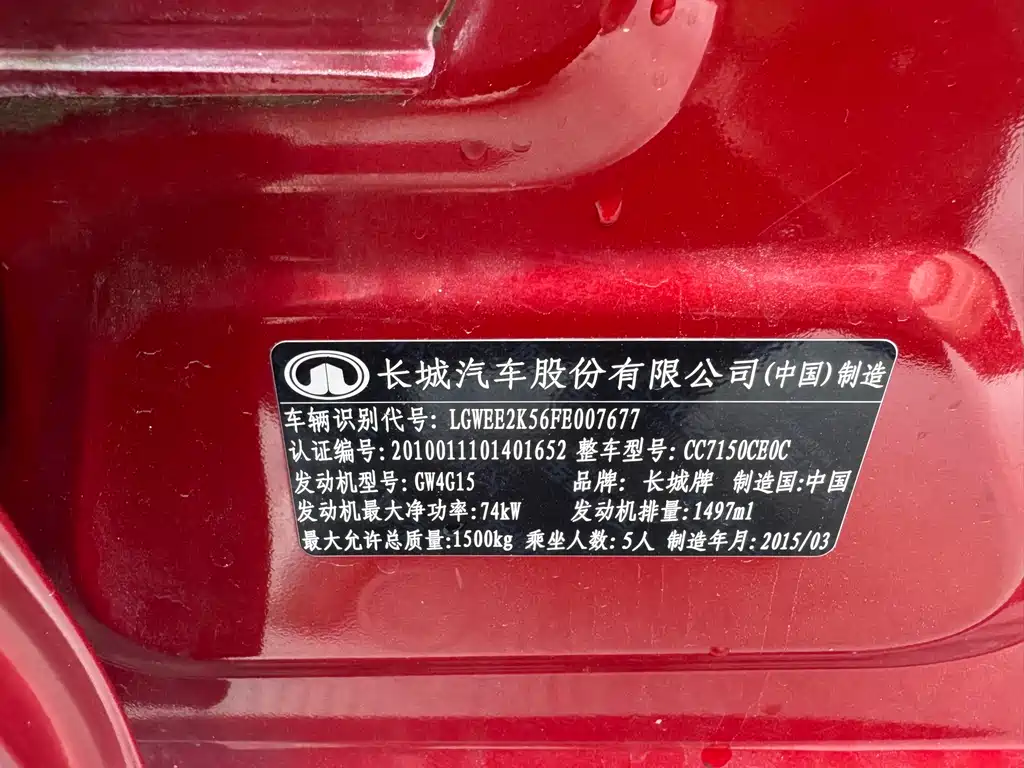 长城汽车股份有限公司(中国)制造
车辆识别代号: LGWEE2K56FE007677
认证编号: 2010011101401652 整车型号: CC7150CE0C
发动机型号: GW4G15 品牌: 长城牌 制造国:中国
发动机最大净功率:74kW 发动机排量:1497ml
最大允许总质量:1500kg 乘坐人数: 5人 制造年月: 2015/03